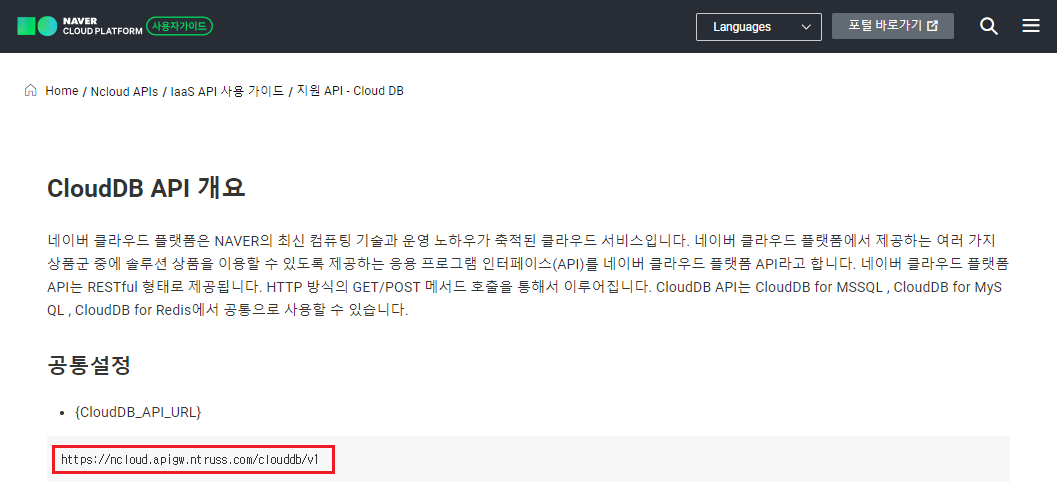 NAVER
CLOUD PLATFORM 사용자가이드
Languages
포털 바로가기
Home / Ncloud APIs / IaaS API 사용 가이드 / 지원 API - Cloud DB
CloudDB API 개요
네이버 클라우드 플랫폼은 NAVER의 최신 컴퓨팅 기술과 운영 노하우가 축적된 클라우드 서비스입니다. 네이버 클라우드 플랫폼에서 제공하는 여러 가지
상품군 중에 솔루션 상품을 이용할 수 있도록 제공하는 응용 프로그램 인터페이스(API)를 네이버 클라우드 플랫폼 API라고 합니다. 네이버 클라우드 플랫폼
API는 RESTful 형태로 제공됩니다. HTTP 방식의 GET/POST 메서드 호출을 통해서 이루어집니다. CloudDB API는 CloudDB for MSSQL , CloudDB for MyS
QL , CloudDB for Redis에서 공통으로 사용할 수 있습니다.
공통설정
• {CloudDB_API_URL}
https://ncloud.apigw.ntruss.com/clouddb/v1